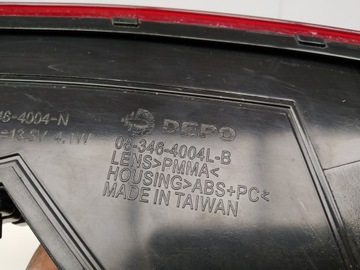 DEPO
46-4004-N
08-346-4004L-B
LENS>PMMA<
HOUSING>ABS+PC<
MADE IN TAIWAN